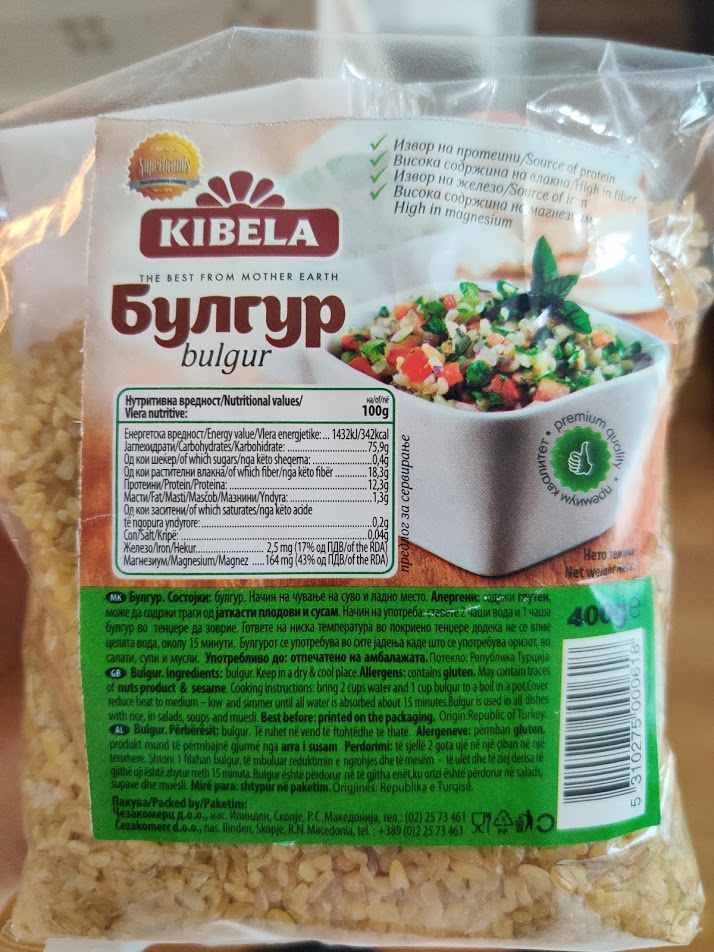 Superbrands
KIBELA
THE BEST FROM MOTHER EARTH
Булгур
bulgur
Извор на протеини/Source of protein
Висока содржина на влакна/High in fiber
Извор на железо/Source of iron
Висока содржина на магнезиум
High in magnesium
Нутритивна вредност/Nutritional values/
Vlera nutritive:
на/of/në
100g
Енергетска вредност/Energy value/Vlera energjetike:... 1432kJ/342kcal
Јаглехидрати/Carbohydrates/Karbohidrate: 75,9g
Од кои шеќер/of which sugars/nga këto sheqerna: 0,4g
Од кои растителни влакна/of which fiber/nga këto fibër 18,3g
Протеини/Protein/Proteina: 12,3g
Масти/Fat/Masti/Masćob/Мазнини/Yndyra: 1,3g
Од кои заситени/of which saturates/nga këto acide
të ngopura yndyrore: 0,2g
Сол/Salt/Kripë: 0,04g
Железо/Iron/Hekur 2,5 mg (17% од ПДВ/of the RDA)
Магнезиум/Magnesium/Magnez ..... 164 mg (43% од ПДВ/of the RDA)
предлог за сервирање
premium quality
премиум квалитет
Нето тежина
Net weight
400g e
MK Булгур. Состојки: булгур. Начин на чување на суво и ладно место. Алергени: содржи глутен,
може да содржи траги од јаткасти плодови и сусам. Начин на употреба: ставете 2 чаши вода и 1 чаша
булгур во тенџере да зоврие. Гответе на ниска температура во покриено тенџере додека не се впие
целата вода, околу 15 минути. Булгурот се употребува во сите јадења каде што се употребува оризот, во
салати, супи и мусли. Употребливо до: отпечатено на амбалажата. Потекло: Република Турција
GB Bulgur. Ingredients: bulgur. Keep in a dry & cool place. Allergens: contains gluten. May contain traces
of nuts product & sesame. Cooking instructions: bring 2 cups water and 1 cup bulgur to a boil in a pot.Cover
reduce heat to medium – low and simmer until all water is absorbed about 15 minutes.Bulgur is used in all dishes
with rice, in salads, soups and muesli. Best before: printed on the packaging. Origin:Republic of Turkey.
AL Bulgur. Përbërësit: bulgur. Të ruhet në vend të ftohtëdhe të thatë. Alergeneve: përmban gluten,
produkt mund të përmbajnë gjurmë nga arra i susam Perdorimi: të sjellë 2 gota ujë në një çiban në një
tenxhere. Shtoni 1 filxhan bulgur, të mbuluar reduktimin e ngrohjes dhe të mesëm - të ulët dhe të ziej derisa të
gjithë uji është zhytur rreth 15 minuta. Bulgur është përdorur në të gjitha enët,ku orizi është përdorur në salads,
supave dhe muesli. Mirë para: shtypur në paketim. Origjinës: Republika e Turqisë.
Пакува/Packed by/Paketim:
Чезакомерц д.о.о., нас. Илинден, Скопје, Р.С. Македонија, тел.: (02) 25 73 461
Cezakomerc d.o.o., nas. Ilinden, Skopje, R.N. Macedonia, tel. : +389 (0)2 25 73 461
PP
5 310275 000618